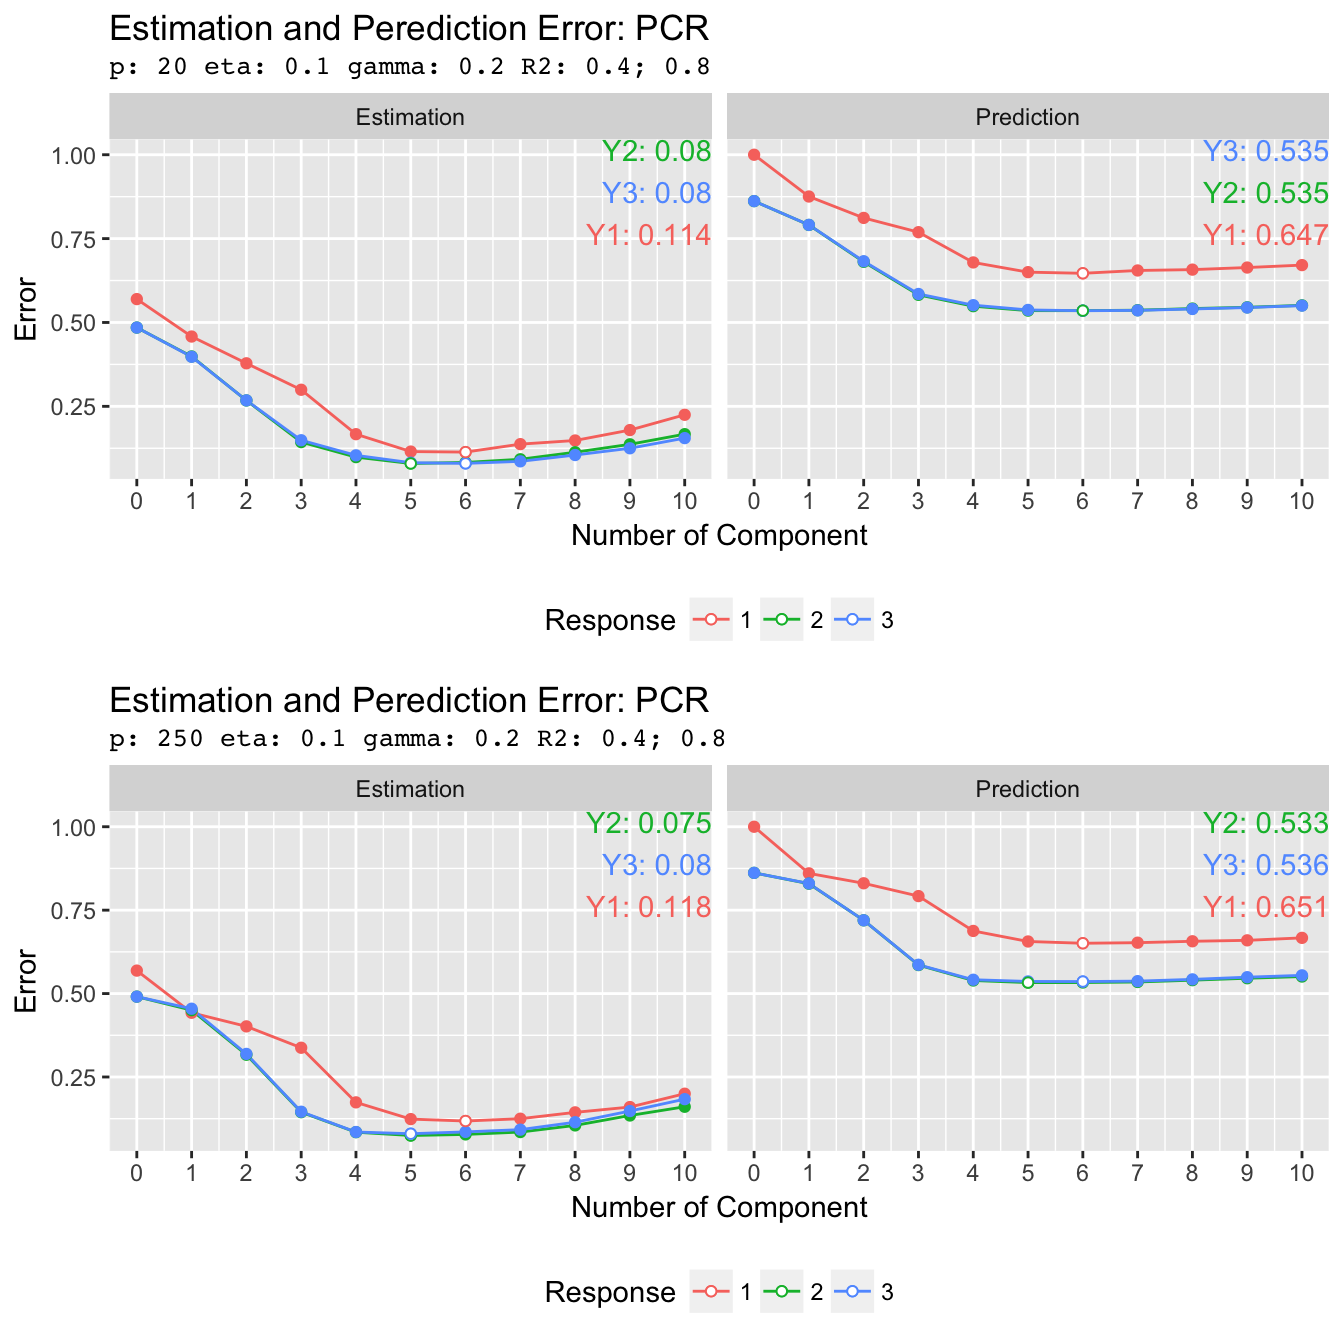 Estimation and Perediction Error: PCR
p: 20 eta: 0.1 gamma: 0.2 R2: 0.4; 0.8
Estimation
Prediction
Y2: 0.08
Y3: 0.08
Y1: 0.114
Y3: 0.535
Y2: 0.535
Y1: 0.647
Error
1.00
0.75
0.50
0.25
0 1 2 3 4 5 6 7 8 9 10
0 1 2 3 4 5 6 7 8 9 10
Number of Component
Response 1 2 3
Estimation and Perediction Error: PCR
p: 250 eta: 0.1 gamma: 0.2 R2: 0.4; 0.8
Estimation
Prediction
Y2: 0.075
Y3: 0.08
Y1: 0.118
Y2: 0.533
Y3: 0.536
Y1: 0.651
Error
1.00
0.75
0.50
0.25
0 1 2 3 4 5 6 7 8 9 10
0 1 2 3 4 5 6 7 8 9 10
Number of Component
Response 1 2 3